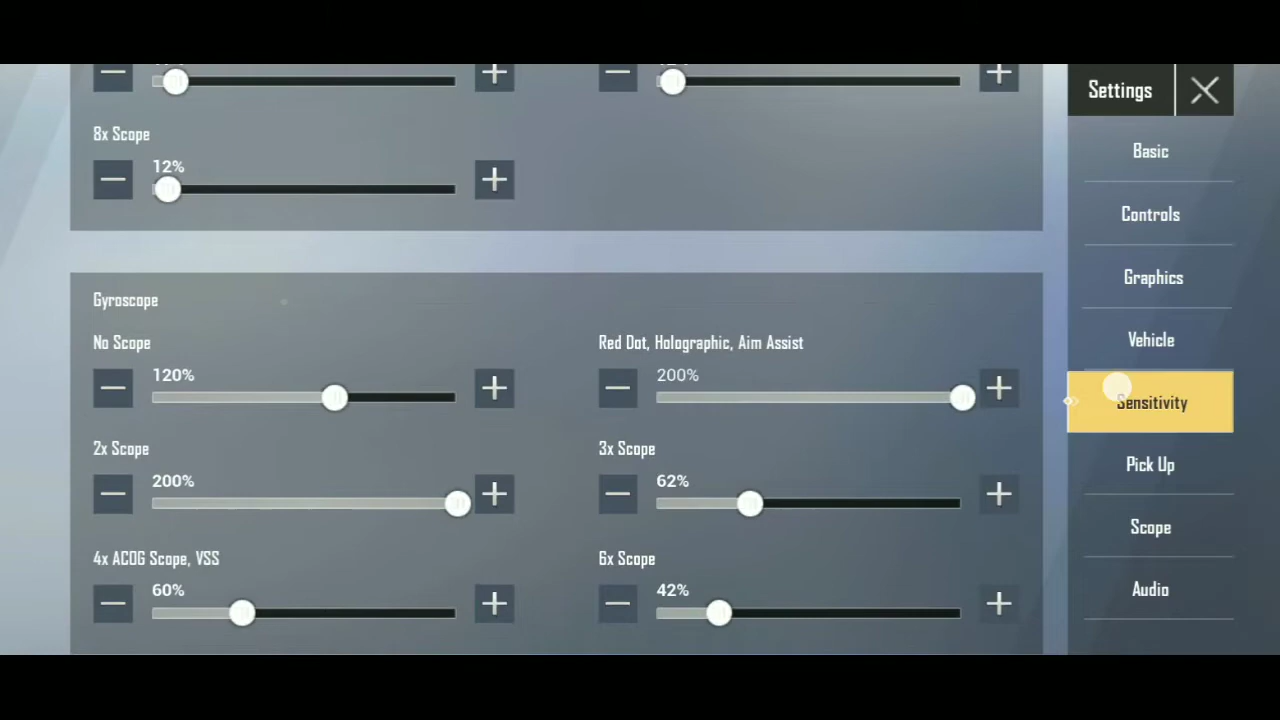 Settings
8x Scope
12%
Basic
Controls
Graphics
Vehicle
Sensitivity
Pick Up
Scope
Audio
Gyroscope
No Scope
120%
Red Dot, Holographic, Aim Assist
200%
2x Scope
200%
3x Scope
62%
4x ACOG Scope, VSS
60%
6x Scope
42%